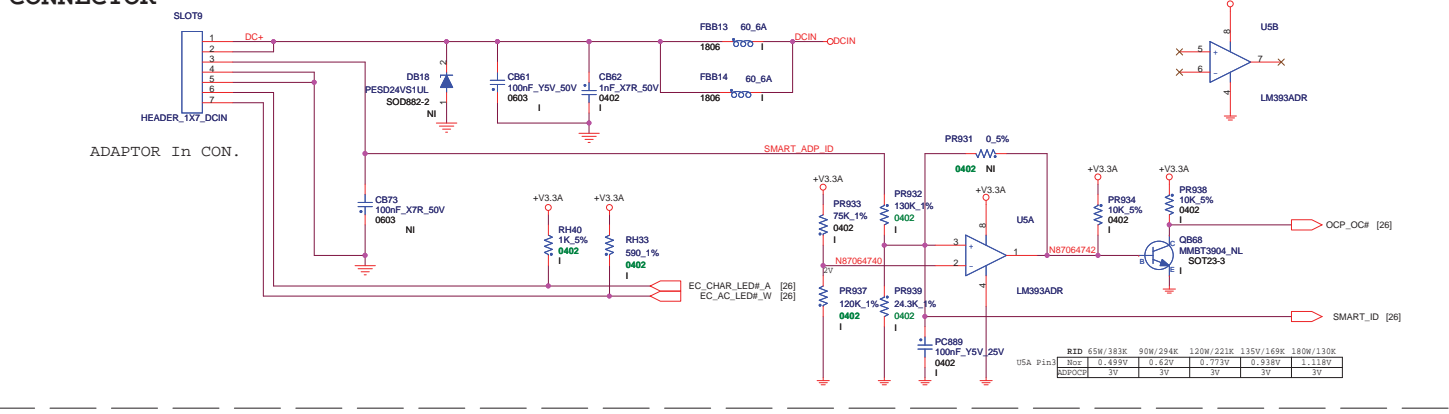 CONNECTOR
SLOT9
1
2
3
4
5
6
7
HEADER_1X7_DCIN
ADAPTOR In CON.
DC+
2
DB18
PESD24VS1UL
1
SOD882-2
NI
CB61
100nF_Y5V_50V
0603
I
CB62
1nF_X7R_50V
0402
I
FBB13 60_6A
1806 I
FBB14 60_6A
1806 I
DCIN
DCIN
U5B
8
5
+
7
6
-
4
LM393ADR
SMART_ADP_ID
CB73
100nF_X7R_50V
0603
NI
+V3.3A
RH40
1K_5%
0402
I
+V3.3A
RH33
590_1%
0402
I
EC_CHAR_LED#_A [26]
EC_AC_LED#_W [26]
+V3.3A
PR933
75K_1%
0402
I
N87064740
2V
PR937
120K_1%
0402
I
PR932
130K_1%
0402
I
PR939
24.3K_1%
0402
I
PC889
100nF_Y5V_25V
0402
I
PR931 0_5%
0402 NI
+V3.3A
U5A
8
3
+
1
2
-
4
LM393ADR
N87064742
+V3.3A
PR934
10K_5%
0402
I
+V3.3A
PR938
10K_5%
0402
I
OCP_OC# [26]
C
B
E
QB68
MMBT3904_NL
SOT23-3
I
SMART_ID [26]
RID 65W/383K 90W/294K 120W/221K 135V/169K 180W/130K
U5A Pin3 Nor 0.499V 0.62V 0.773V 0.938V 1.118V
ADPOCP 3V 3V 3V 3V 3V